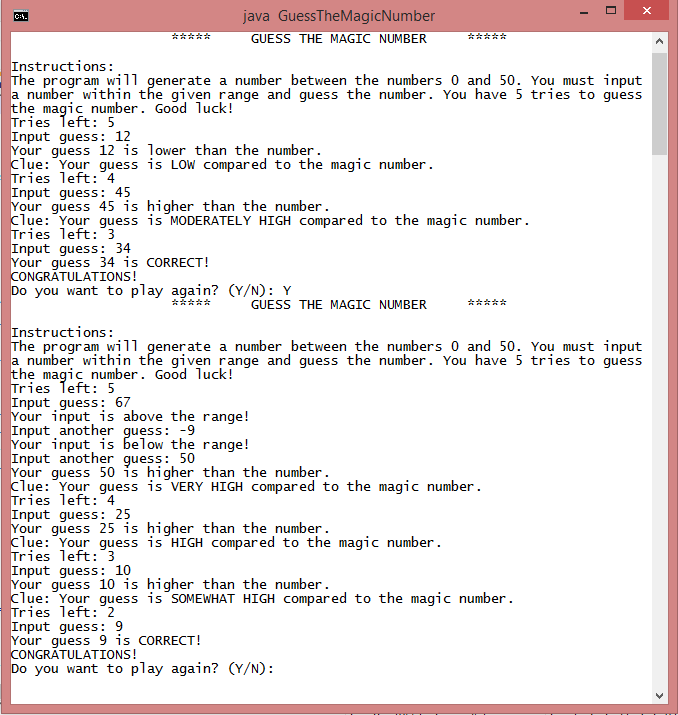 java GuessTheMagicNumber
***** GUESS THE MAGIC NUMBER *****
Instructions:
The program will generate a number between the numbers 0 and 50. You must input
a number within the given range and guess the number. You have 5 tries to guess
the magic number. Good luck!
Tries left: 5
Input guess: 12
Your guess 12 is lower than the number.
Clue: Your guess is LOW compared to the magic number.
Tries left: 4
Input guess: 45
Your guess 45 is higher than the number.
Clue: Your guess is MODERATELY HIGH compared to the magic number.
Tries left: 3
Input guess: 34
Your guess 34 is CORRECT!
CONGRATULATIONS!
Do you want to play again? (Y/N): Y
***** GUESS THE MAGIC NUMBER *****
Instructions:
The program will generate a number between the numbers 0 and 50. You must input
a number within the given range and guess the number. You have 5 tries to guess
the magic number. Good luck!
Tries left: 5
Input guess: 67
Your input is above the range!
Input another guess: -9
Your input is below the range!
Input another guess: 50
Your guess 50 is higher than the number.
Clue: Your guess is VERY HIGH compared to the magic number.
Tries left: 4
Input guess: 25
Your guess 25 is higher than the number.
Clue: Your guess is HIGH compared to the magic number.
Tries left: 3
Input guess: 10
Your guess 10 is higher than the number.
Clue: Your guess is SOMEWHAT HIGH compared to the magic number.
Tries left: 2
Input guess: 9
Your guess 9 is CORRECT!
CONGRATULATIONS!
Do you want to play again? (Y/N):